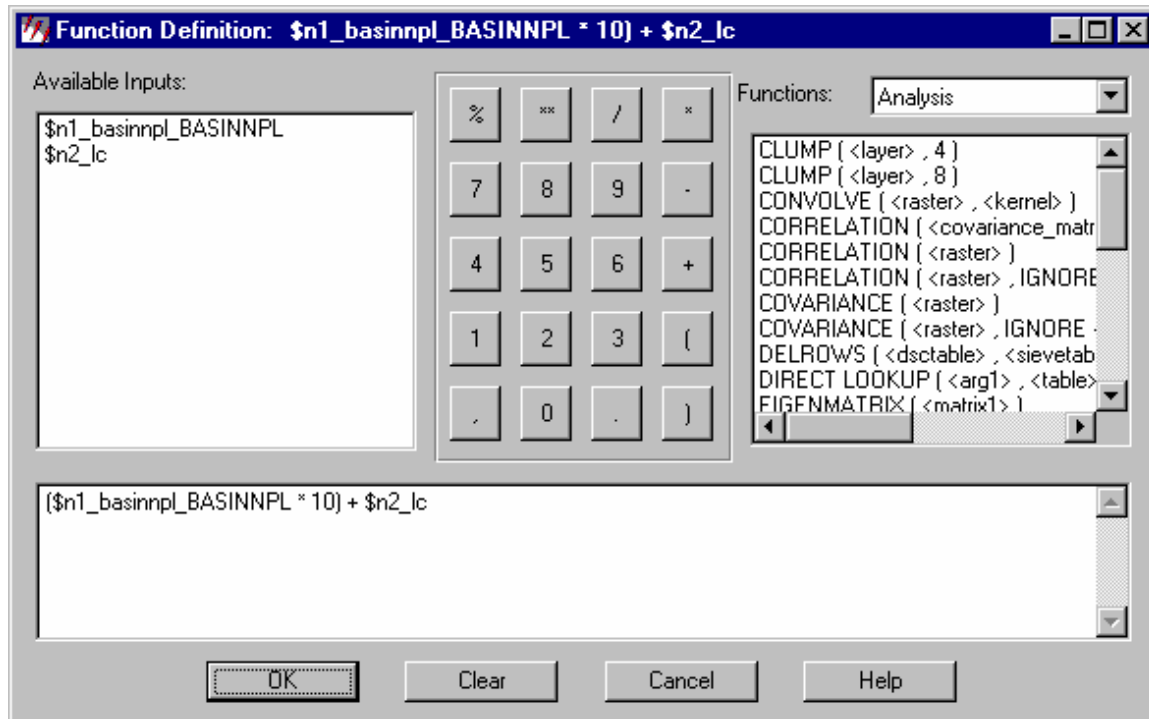 Function Definition: $n1_basinnpl_BASINNPL * 10) + $n2_lc
Available Inputs:
$n1_basinnpl_BASINNPL
$n2_lc
% ** / *
7 8 9 -
4 5 6 +
1 2 3 (
, 0 . )
Functions: Analysis
CLUMP ( <layer> , 4 )
CLUMP ( <layer> , 8 )
CONVOLVE ( <raster> , <kernel> )
CORRELATION ( <covariance_matr
CORRELATION ( <raster> )
CORRELATION ( <raster> , IGNORE
COVARIANCE ( <raster> )
COVARIANCE ( <raster> , IGNORE
DELROWS ( <dsctable> , <sievetab
DIRECT LOOKUP ( <arg1> , <table>
EIGENMATRIX ( <matrix1> )
($n1_basinnpl_BASINNPL * 10) + $n2_lc
OK Clear Cancel Help